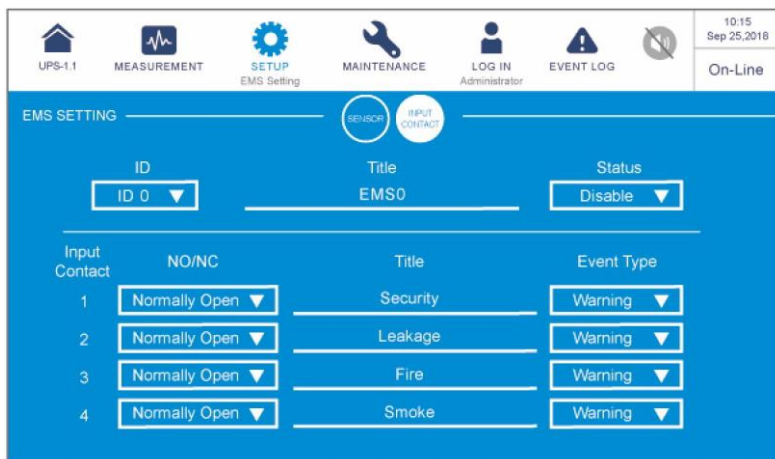 10:15
Sep 25,2018
UPS-1.1 MEASUREMENT SETUP MAINTENANCE LOG IN EVENT LOG
EMS Setting Administrator
On-Line
EMS SETTING SENSOR INPUT CONTACT
ID Title Status
ID 0 EMS0 Disable
Input Contact NO/NC Title Event Type
1 Normally Open Security Warning
2 Normally Open Leakage Warning
3 Normally Open Fire Warning
4 Normally Open Smoke Warning